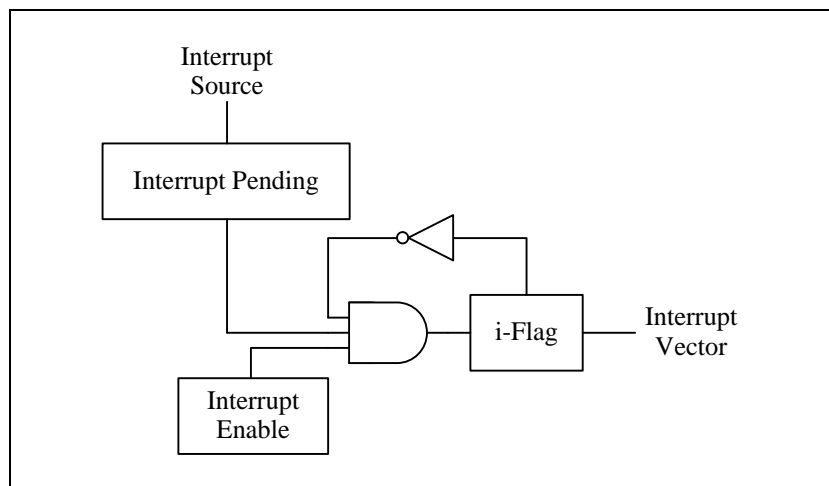 Interrupt
Source
Interrupt Pending
i-Flag
Interrupt
Vector
Interrupt
Enable